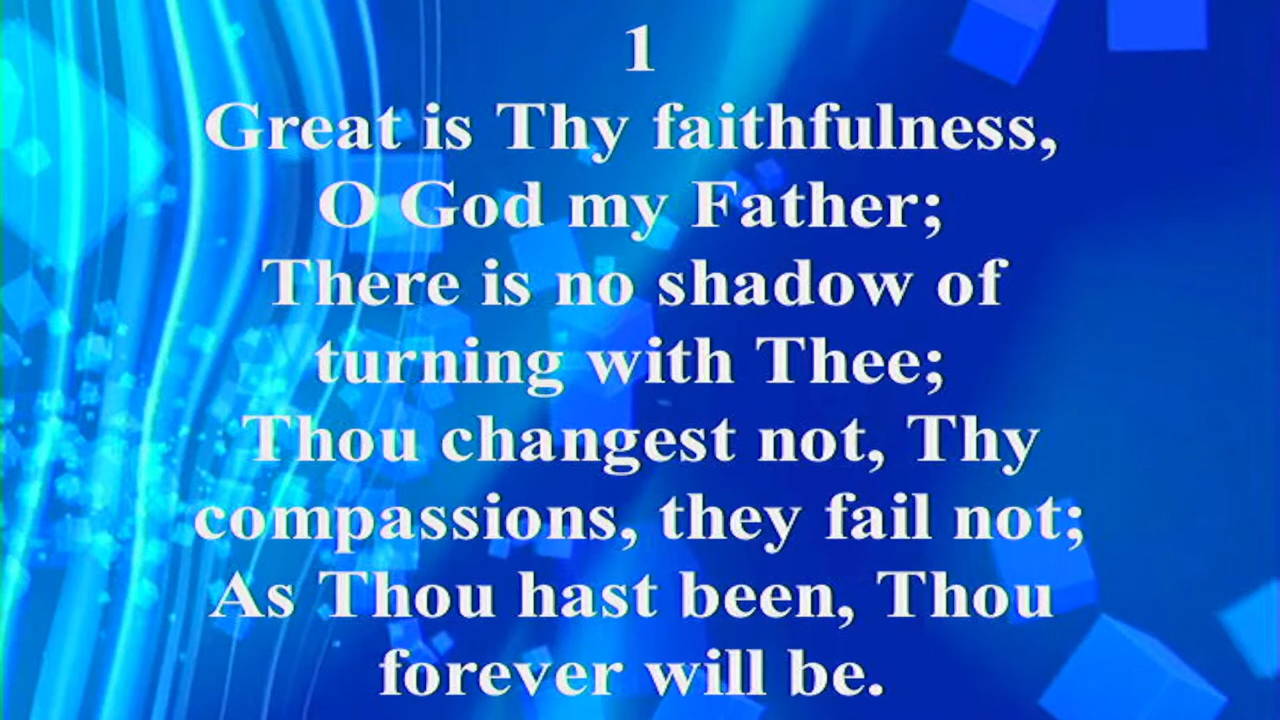 1
Great is Thy faithfulness,
O God my Father;
There is no shadow of
turning with Thee;
Thou changest not, Thy
compassions, they fail not;
As Thou hast been, Thou
forever will be.